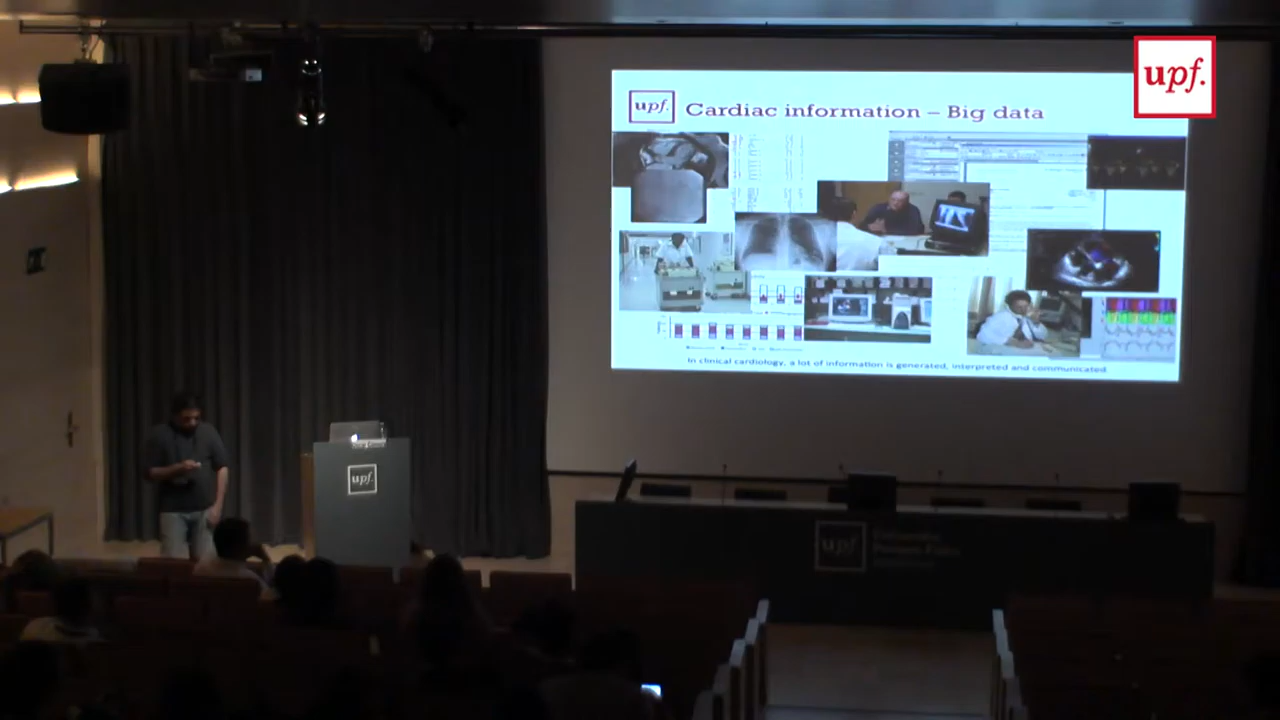 upf.
upf.
Cardiac information – Big data
In clinical cardiology, a lot of information is generated, interpreted and communicated
upf.
upf.